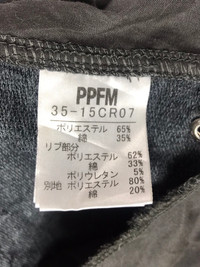 PPFM
35-15CR07
ポリエステル 65%
綿 35%
リブ部分
ポリエステル 62%
綿 33%
ポリウレタン 5%
別地 ポリエステル 80%
綿 20%